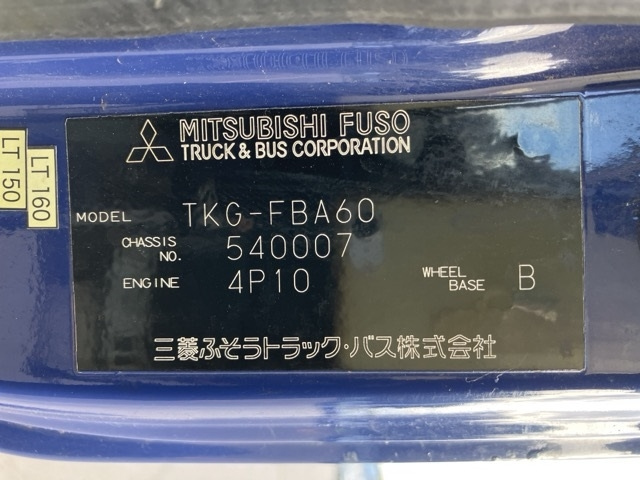 MITSUBISHI FUSO
TRUCK & BUS CORPORATION
LT 150
LT 160
MODEL TKG-FBA60
CHASSIS NO. 540007
ENGINE 4P10 WHEEL BASE B
三菱ふそうトラック・バス株式会社